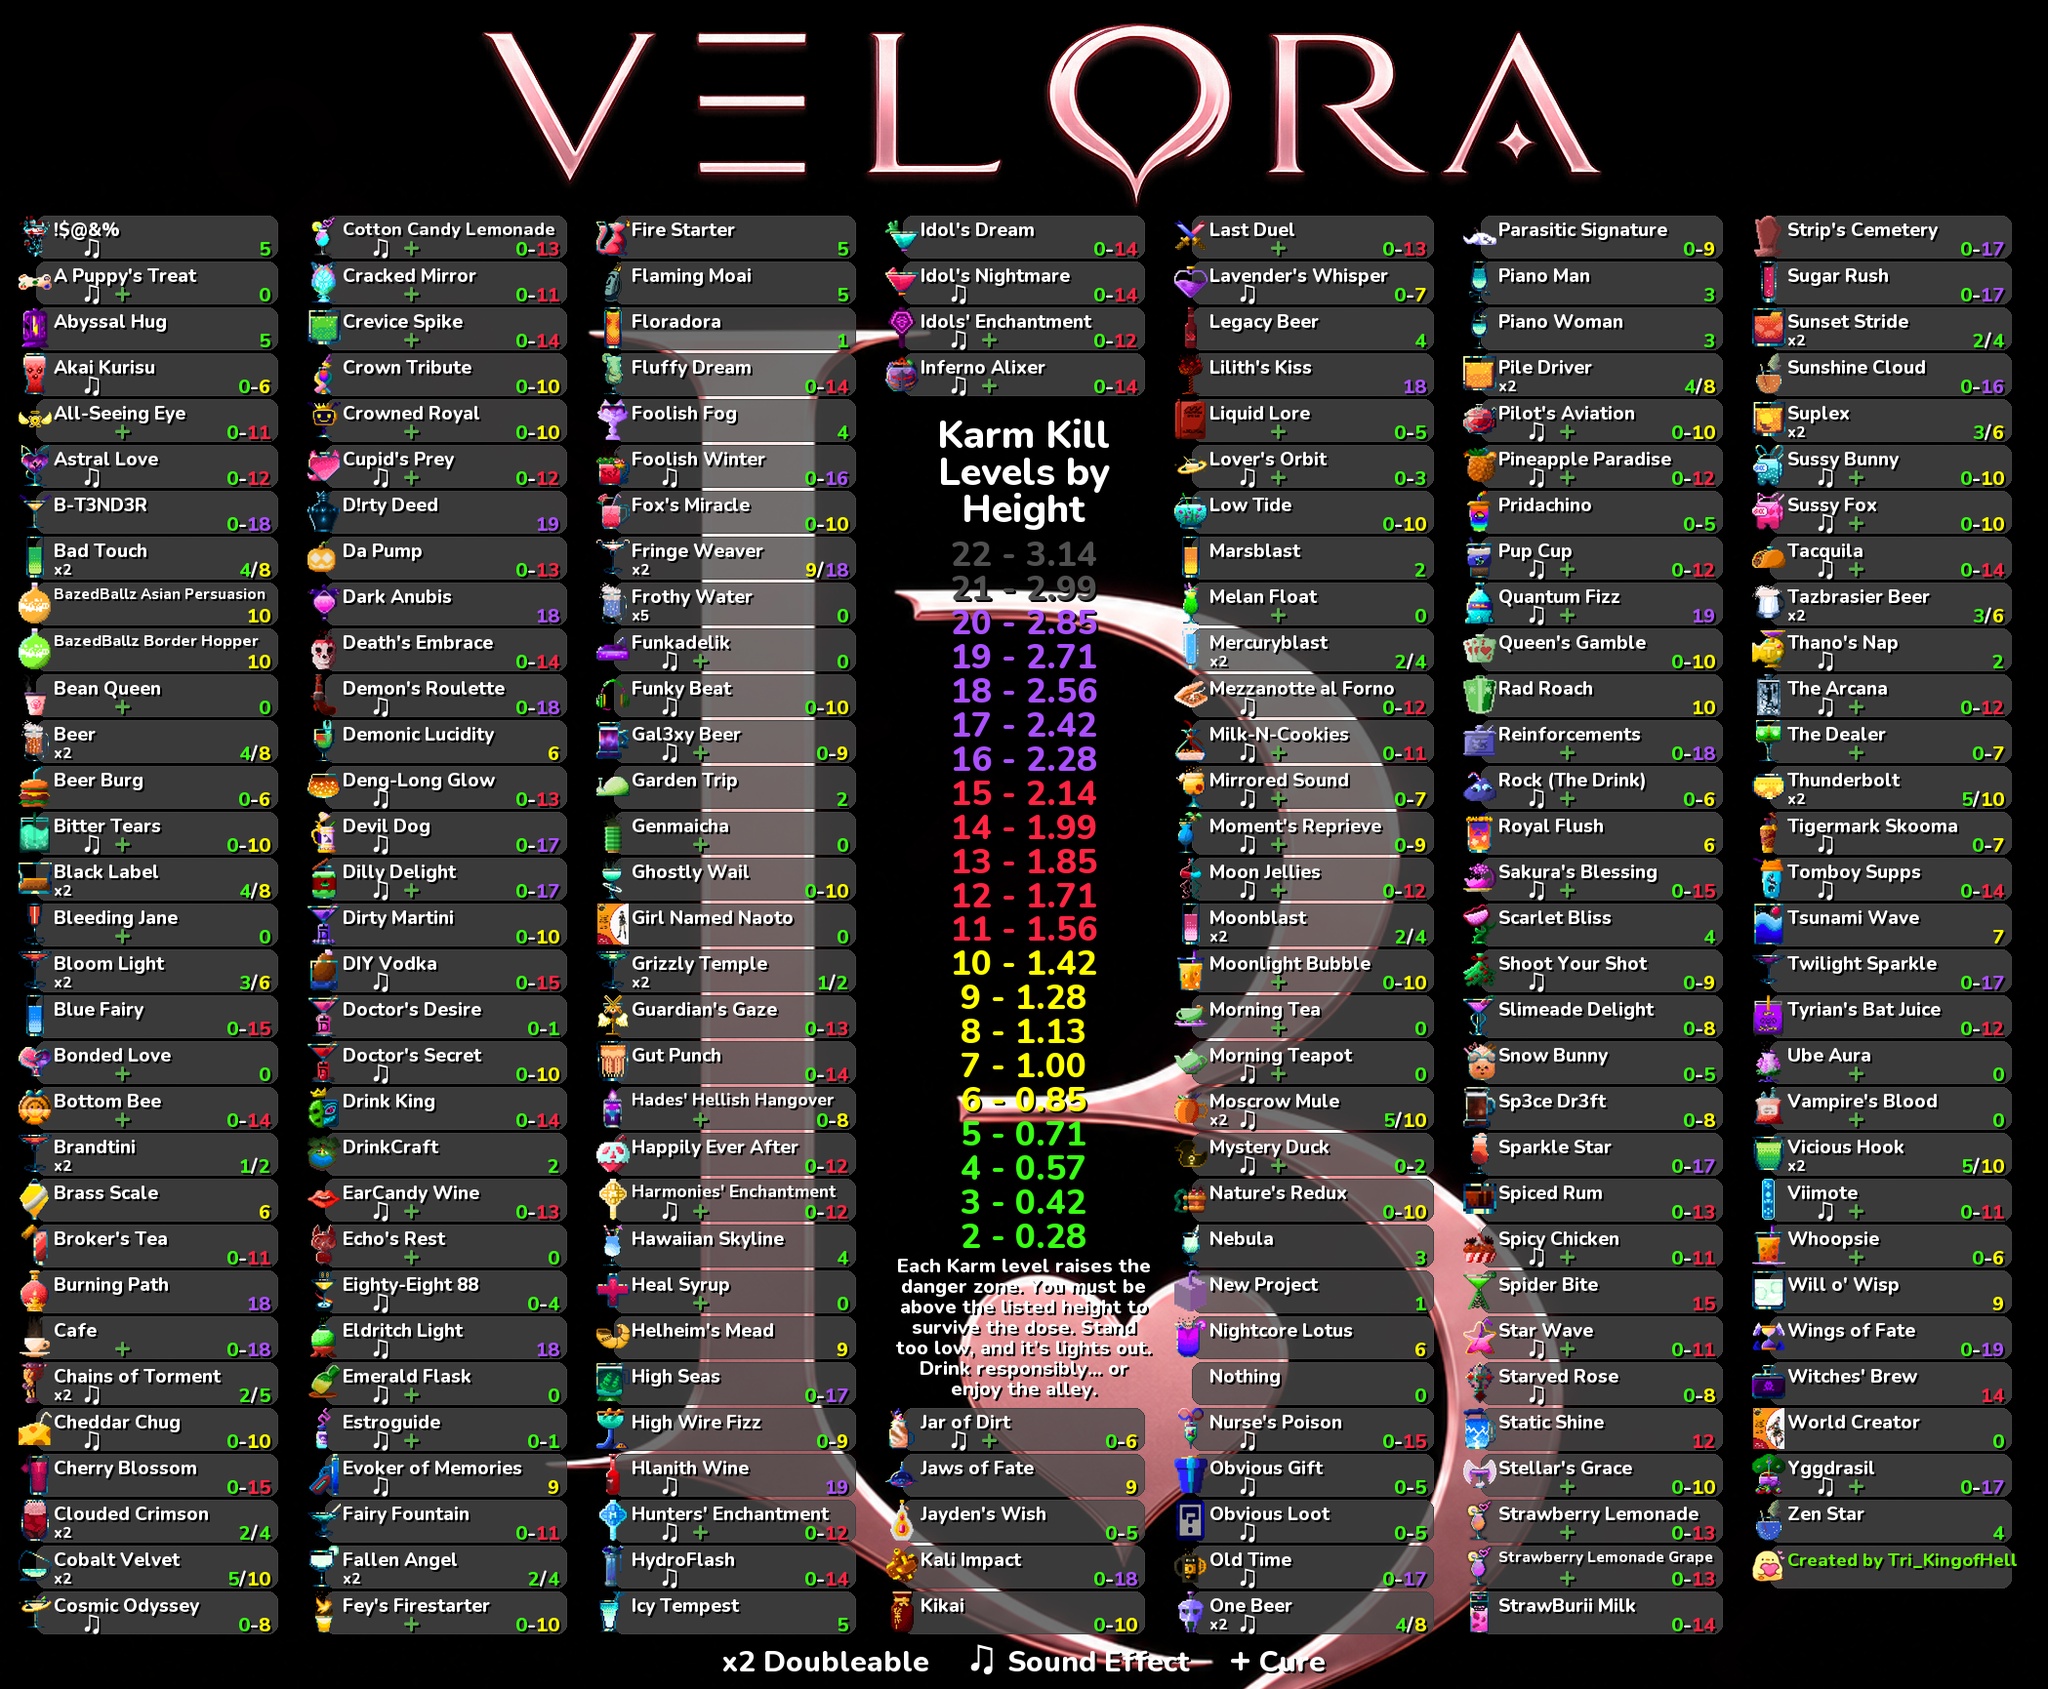 VELORA
!$@&%
♫ 5
A Puppy's Treat
♫ + 0
Abyssal Hug
5
Akai Kurisu
♫ 0-6
All-Seeing Eye
+ 0-11
Astral Love
♫ 0-12
B-T3ND3R
0-18
Bad Touch
x2 4/8
BazedBallz Asian Persuasion
10
BazedBallz Border Hopper
10
Bean Queen
+ 0
Beer
x2 4/8
Beer Burg
0-6
Bitter Tears
♫ + 0-10
Black Label
x2 4/8
Bleeding Jane
+ 0
Bloom Light
x2 3/6
Blue Fairy
0-15
Bonded Love
+ 0
Bottom Bee
+ 0-14
Brandtini
x2 1/2
Brass Scale
6
Broker's Tea
0-11
Burning Path
18
Cafe
+ 0-18
Chains of Torment
x2 ♫ 2/5
Cheddar Chug
♫ 0-10
Cherry Blossom
0-15
Clouded Crimson
x2 2/4
Cobalt Velvet
x2 5/10
Cosmic Odyssey
♫ 0-8
Cotton Candy Lemonade
♫ + 0-13
Cracked Mirror
+ 0-11
Crevice Spike
+ 0-14
Crown Tribute
0-10
Crowned Royal
+ 0-10
Cupid's Prey
♫ + 0-12
D!rty Deed
19
Da Pump
0-13
Dark Anubis
18
Death's Embrace
0-14
Demon's Roulette
♫ 0-18
Demonic Lucidity
6
Deng-Long Glow
♫ 0-13
Devil Dog
♫ 0-17
Dilly Delight
♫ + 0-17
Dirty Martini
0-10
DIY Vodka
♫ 0-15
Doctor's Desire
0-1
Doctor's Secret
♫ 0-10
Drink King
0-14
DrinkCraft
2
EarCandy Wine
♫ + 0-13
Echo's Rest
+ 0
Eighty-Eight 88
♫ 0-4
Eldritch Light
♫ 18
Emerald Flask
♫ + 0
Estroguide
♫ + 0-1
Evoker of Memories
♫ 9
Fairy Fountain
0-11
Fallen Angel
x2 2/4
Fey's Firestarter
+ 0-10
Fire Starter
5
Flaming Moai
5
Floradora
1
Fluffy Dream
0-14
Foolish Fog
4
Foolish Winter
♫ 0-16
Fox's Miracle
0-10
Fringe Weaver
x2 9/18
Frothy Water
x5 0
Funkadelik
♫ + 0
Funky Beat
♫ 0-10
Gal3xy Beer
♫ + 0-9
Garden Trip
2
Genmaicha
+ 0
Ghostly Wail
0-10
Girl Named Naoto
0
Grizzly Temple
x2 1/2
Guardian's Gaze
0-13
Gut Punch
0-14
Hades' Hellish Hangover
+ 0-8
Happily Ever After
0-12
Harmonies' Enchantment
♫ + 0-12
Hawaiian Skyline
4
Heal Syrup
+ 0
Helheim's Mead
9
High Seas
0-17
High Wire Fizz
0-9
Hlanith Wine
♫ 19
Hunters' Enchantment
♫ + 0-12
HydroFlash
♫ 0-14
Icy Tempest
5
Idol's Dream
0-14
Idol's Nightmare
♫ 0-14
Idols' Enchantment
♫ + 0-12
Inferno Alixer
♫ + 0-14
Karm Kill
Levels by
Height
22 - 3.14
21 - 2.99
20 - 2.85
19 - 2.71
18 - 2.56
17 - 2.42
16 - 2.28
15 - 2.14
14 - 1.99
13 - 1.85
12 - 1.71
11 - 1.56
10 - 1.42
9 - 1.28
8 - 1.13
7 - 1.00
6 - 0.85
5 - 0.71
4 - 0.57
3 - 0.42
2 - 0.28
Each Karm level raises the
danger zone. You must be
above the listed height to
survive the dose. Stand
too low, and it's lights out.
Drink responsibly... or
enjoy the alley.
Jar of Dirt
♫ + 0-6
Jaws of Fate
9
Jayden's Wish
0-5
Kali Impact
0-18
Kikai
0-10
Last Duel
+ 0-13
Lavender's Whisper
♫ 0-7
Legacy Beer
4
Lilith's Kiss
18
Liquid Lore
+ 0-5
Lover's Orbit
♫ + 0-3
Low Tide
0-10
Marsblast
2
Melan Float
+ 0
Mercuryblast
x2 2/4
Mezzanotte al Forno
♫ 0-12
Milk-N-Cookies
♫ + 0-11
Mirrored Sound
♫ + 0-7
Moment's Reprieve
♫ + 0-9
Moon Jellies
♫ + 0-12
Moonblast
x2 2/4
Moonlight Bubble
+ 0-10
Morning Tea
+ 0
Morning Teapot
♫ + 0
Moscrow Mule
x2 ♫ 5/10
Mystery Duck
♫ + 0-2
Nature's Redux
0-10
Nebula
3
New Project
1
Nightcore Lotus
6
Nothing
0
Nurse's Poison
♫ 0-15
Obvious Gift
♫ 0-5
Obvious Loot
♫ 0-5
Old Time
♫ 0-17
One Beer
x2 ♫ 4/8
Parasitic Signature
0-9
Piano Man
3
Piano Woman
3
Pile Driver
x2 4/8
Pilot's Aviation
♫ + 0-10
Pineapple Paradise
♫ + 0-12
Pridachino
0-5
Pup Cup
♫ + 0-12
Quantum Fizz
♫ + 19
Queen's Gamble
0-10
Rad Roach
10
Reinforcements
+ 0-18
Rock (The Drink)
♫ + 0-6
Royal Flush
6
Sakura's Blessing
♫ + 0-15
Scarlet Bliss
4
Shoot Your Shot
♫ 0-9
Slimeade Delight
0-8
Snow Bunny
0-5
Sp3ce Dr3ft
0-8
Sparkle Star
0-17
Spiced Rum
0-13
Spicy Chicken
♫ + 0-11
Spider Bite
15
Star Wave
♫ + 0-11
Starved Rose
♫ 0-8
Static Shine
12
Stellar's Grace
+ 0-10
Strawberry Lemonade
+ 0-13
Strawberry Lemonade Grape
+ 0-13
StrawBurii Milk
0-14
Strip's Cemetery
0-17
Sugar Rush
0-17
Sunset Stride
x2 2/4
Sunshine Cloud
0-16
Suplex
x2 3/6
Sussy Bunny
♫ + 0-10
Sussy Fox
♫ + 0-10
Tacquila
♫ + 0-14
Tazbrasier Beer
x2 3/6
Thano's Nap
♫ 2
The Arcana
♫ + 0-12
The Dealer
+ 0-7
Thunderbolt
x2 5/10
Tigermark Skooma
♫ 0-7
Tomboy Supps
♫ 0-14
Tsunami Wave
7
Twilight Sparkle
0-17
Tyrian's Bat Juice
0-12
Ube Aura
+ 0
Vampire's Blood
+ 0
Vicious Hook
x2 5/10
Viimote
♫ + 0-11
Whoopsie
+ 0-6
Will o' Wisp
9
Wings of Fate
0-19
Witches' Brew
14
World Creator
0
Yggdrasil
♫ + 0-17
Zen Star
4
Created by Tri_KingofHell
x2 Doubleable ♫ Sound Effect + Cure